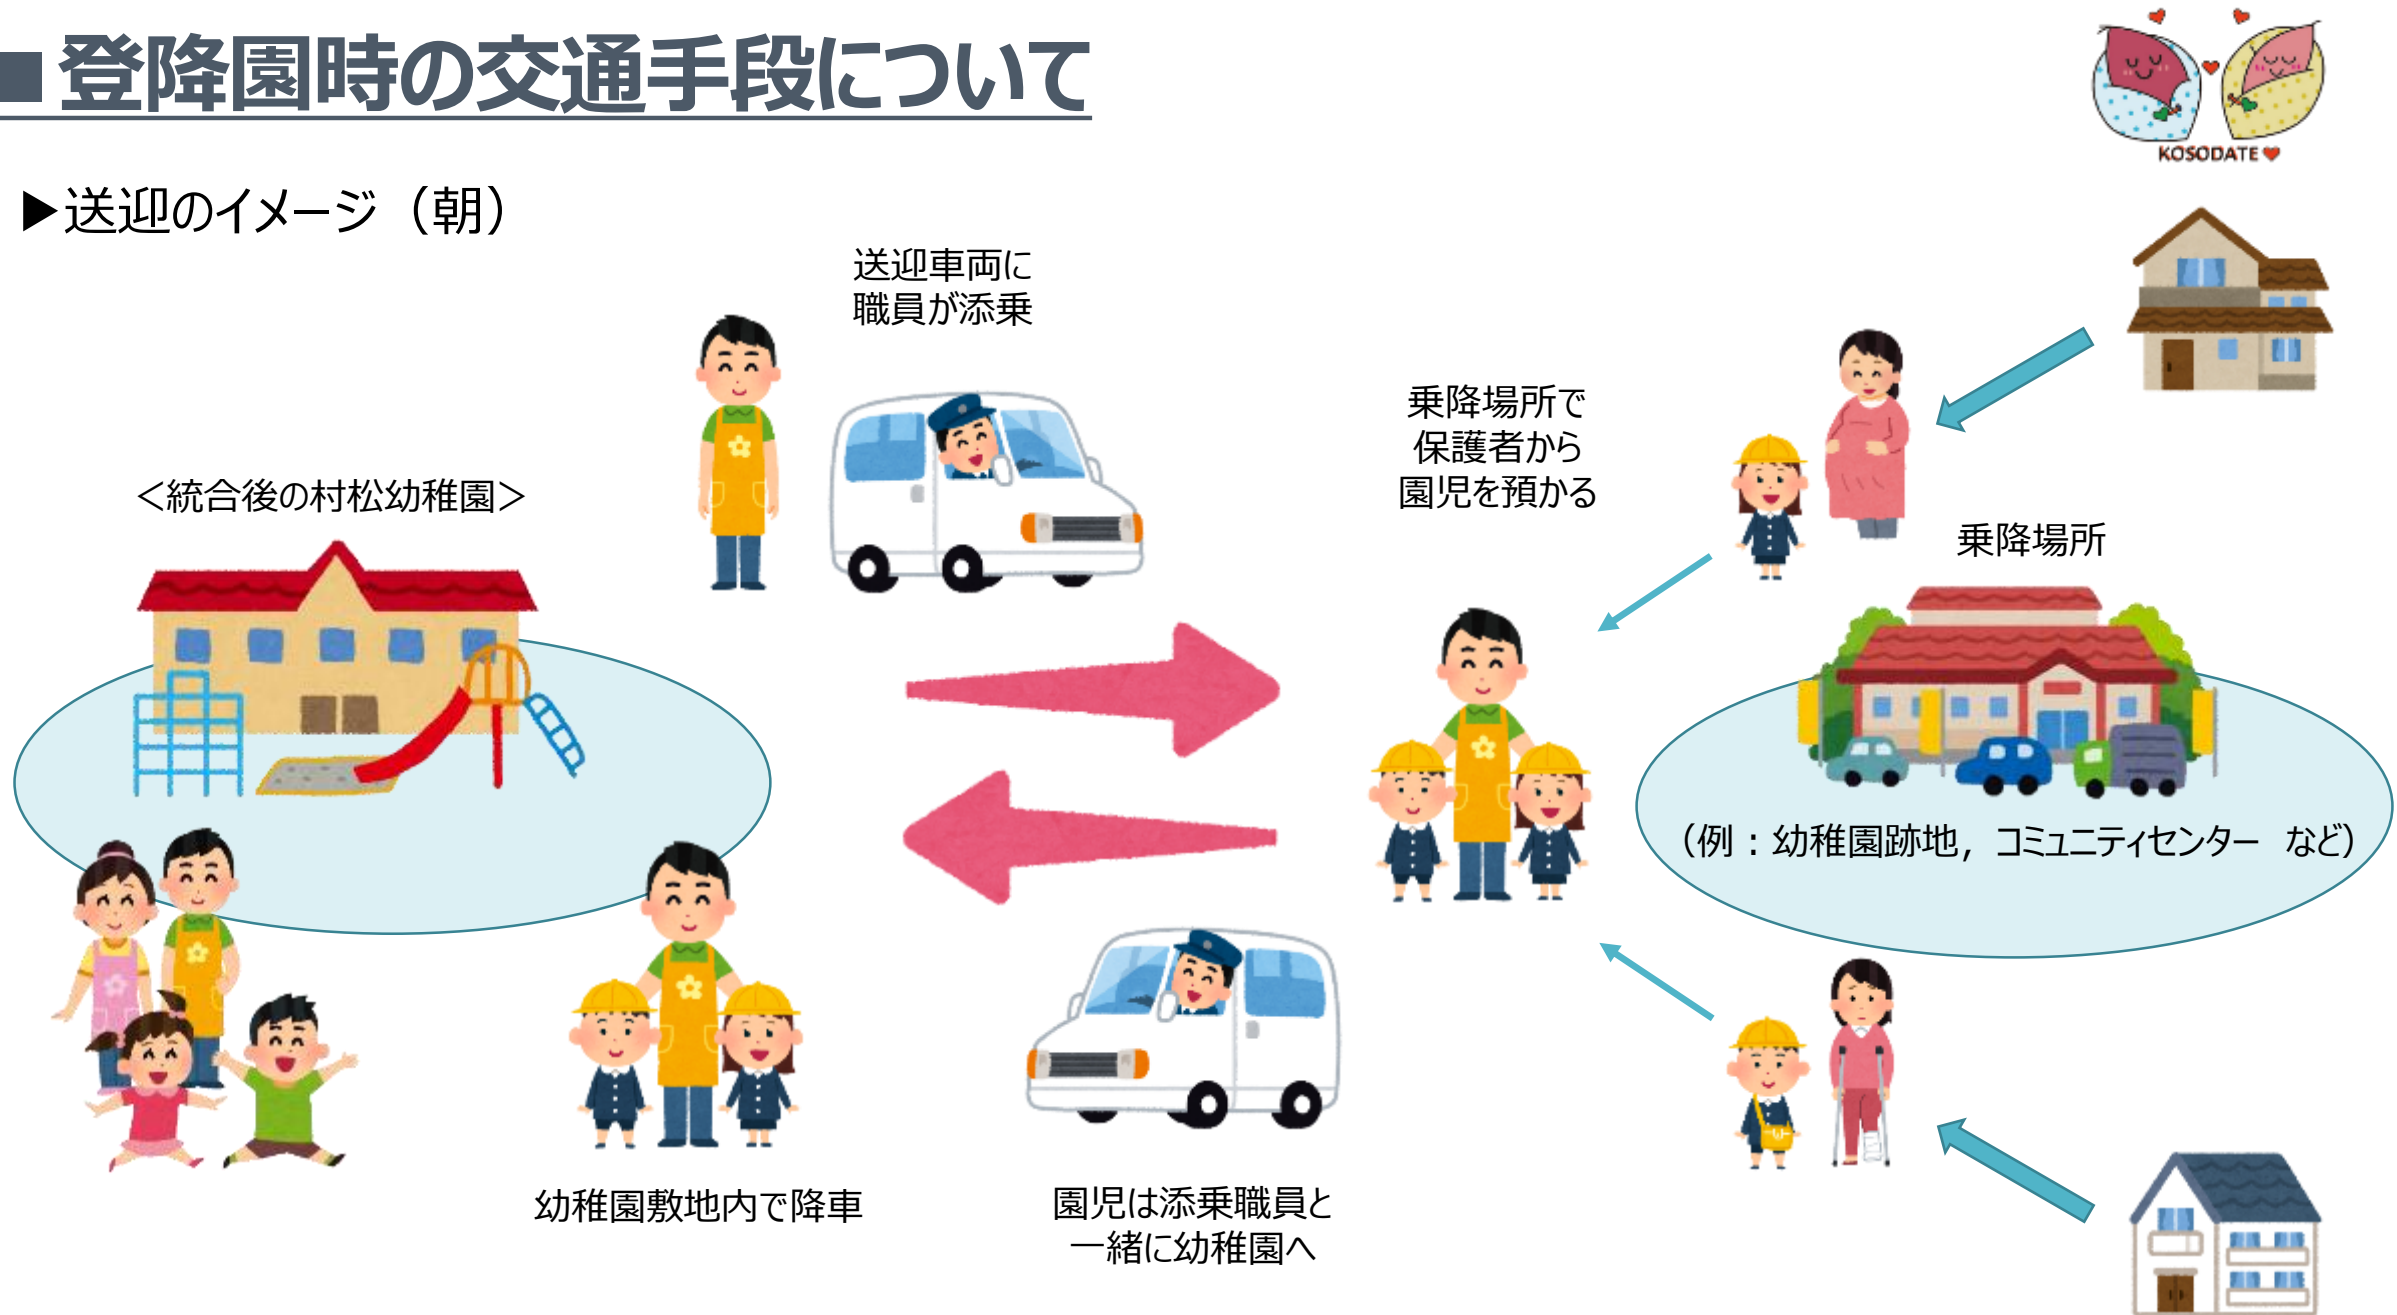 ■登降園時の交通手段について
KOSODATE
▶送迎のイメージ（朝）
送迎車両に
職員が添乗
乗降場所で
保護者から
園児を預かる
＜統合後の村松幼稚園＞
乗降場所
（例：幼稚園跡地，コミュニティセンター　など）
幼稚園敷地内で降車
園児は添乗職員と
一緒に幼稚園へ